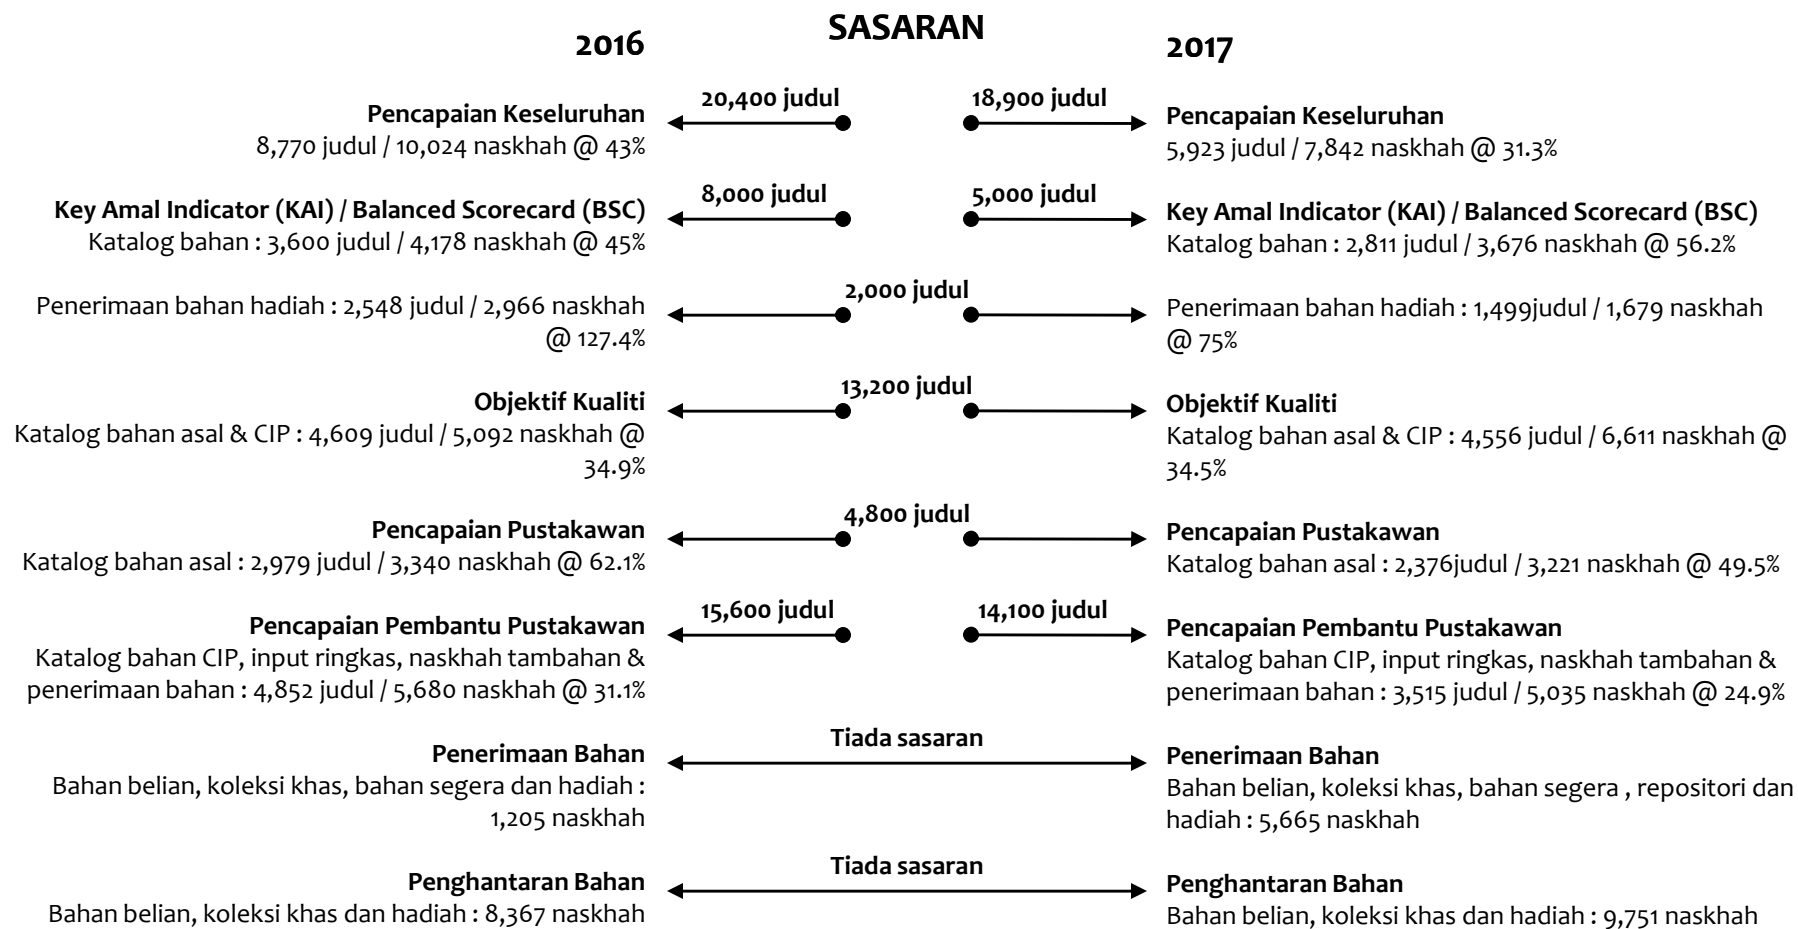 SASARAN
2016
2017
20,400 judul
18,900 judul
Pencapaian Keseluruhan
8,770 judul / 10,024 naskhah @ 43%
Pencapaian Keseluruhan
5,923 judul / 7,842 naskhah @ 31.3%
8,000 judul
5,000 judul
Key Amal Indicator (KAI) / Balanced Scorecard (BSC)
Katalog bahan : 3,600 judul / 4,178 naskhah @ 45%
Key Amal Indicator (KAI) / Balanced Scorecard (BSC)
Katalog bahan : 2,811 judul / 3,676 naskhah @ 56.2%
2,000 judul
Penerimaan bahan hadiah : 2,548 judul / 2,966 naskhah
@ 127.4%
Penerimaan bahan hadiah : 1,499judul / 1,679 naskhah
@ 75%
13,200 judul
Objektif Kualiti
Katalog bahan asal & CIP : 4,609 judul / 5,092 naskhah @
34.9%
Objektif Kualiti
Katalog bahan asal & CIP : 4,556 judul / 6,611 naskhah @
34.5%
4,800 judul
Pencapaian Pustakawan
Katalog bahan asal : 2,979 judul / 3,340 naskhah @ 62.1%
Pencapaian Pustakawan
Katalog bahan asal : 2,376judul / 3,221 naskhah @ 49.5%
15,600 judul
14,100 judul
Pencapaian Pembantu Pustakawan
Katalog bahan CIP, input ringkas, naskhah tambahan &
penerimaan bahan : 4,852 judul / 5,680 naskhah @ 31.1%
Pencapaian Pembantu Pustakawan
Katalog bahan CIP, input ringkas, naskhah tambahan &
penerimaan bahan : 3,515 judul / 5,035 naskhah @ 24.9%
Tiada sasaran
Penerimaan Bahan
Bahan belian, koleksi khas, bahan segera dan hadiah :
1,205 naskhah
Penerimaan Bahan
Bahan belian, koleksi khas, bahan segera , repositori dan
hadiah : 5,665 naskhah
Tiada sasaran
Penghantaran Bahan
Bahan belian, koleksi khas dan hadiah : 8,367 naskhah
Penghantaran Bahan
Bahan belian, koleksi khas dan hadiah : 9,751 naskhah